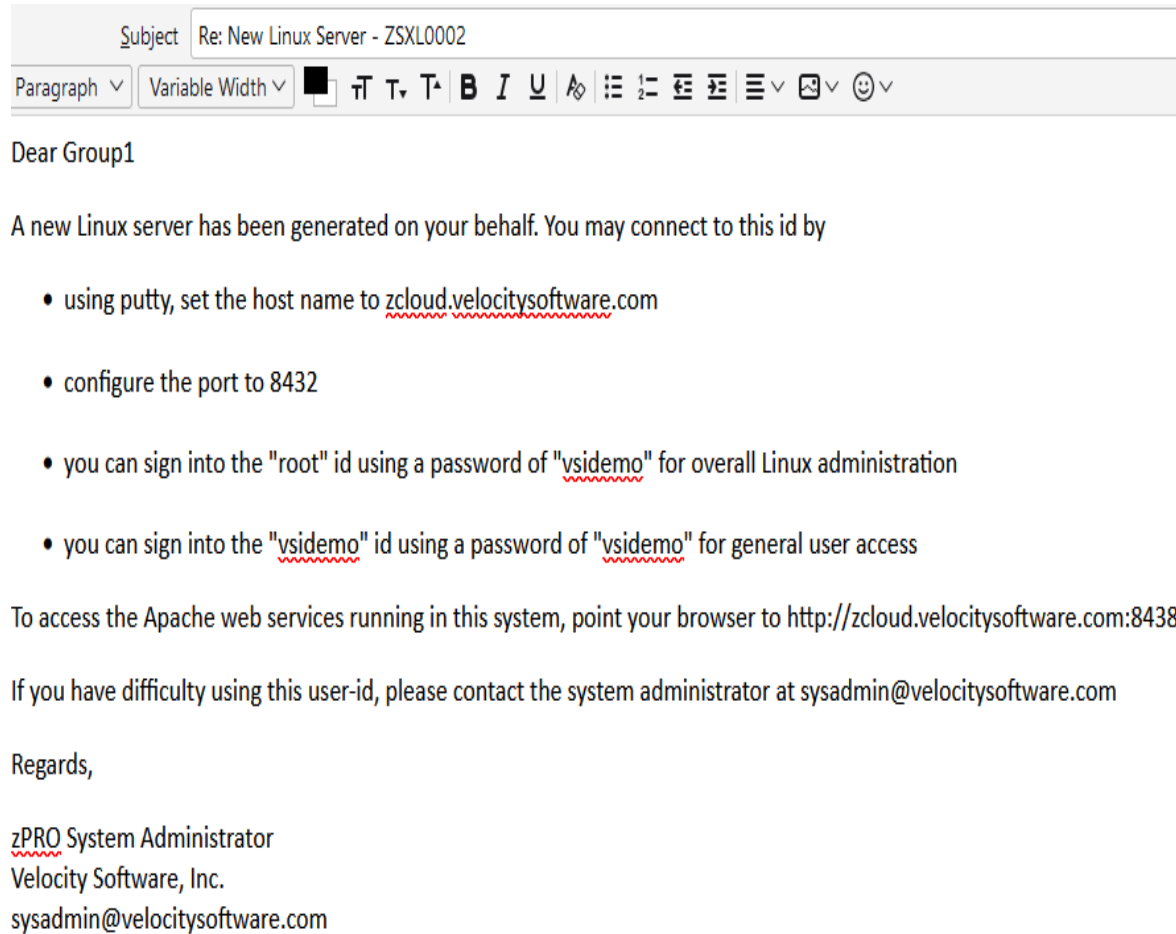 Subject Re: New Linux Server - ZSXL0002
Paragraph Variable Width
Dear Group1
A new Linux server has been generated on your behalf. You may connect to this id by
• using putty, set the host name to zcloud.velocitysoftware.com
• configure the port to 8432
• you can sign into the "root" id using a password of "vsidemo" for overall Linux administration
• you can sign into the "vsidemo" id using a password of "vsidemo" for general user access
To access the Apache web services running in this system, point your browser to http://zcloud.velocitysoftware.com:8438
If you have difficulty using this user-id, please contact the system administrator at sysadmin@velocitysoftware.com
Regards,
zPRO System Administrator
Velocity Software, Inc.
sysadmin@velocitysoftware.com